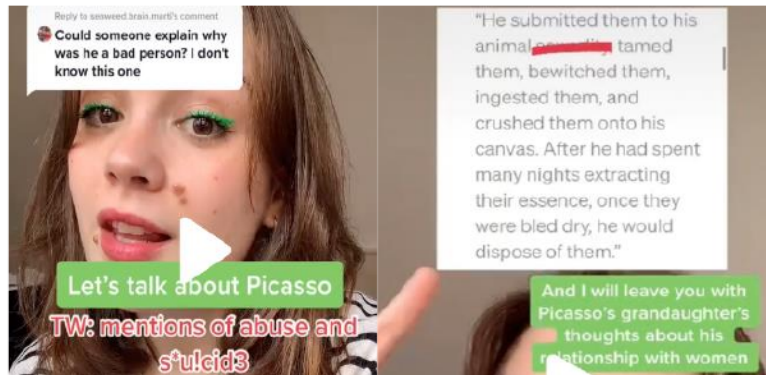 Reply to seaweed.brain.marti's comment
Could someone explain why
was he a bad person? I don't
know this one
Let's talk about Picasso
TW: mentions of abuse and
s*u!cid3
"He submitted them to his
animal tamed
them, bewitched them,
ingested them, and
crushed them onto his
canvas. After he had spent
many nights extracting
their essence, once they
were bled dry, he would
dispose of them."
And I will leave you with
Picasso's grandaughter's
thoughts about his
relationship with women